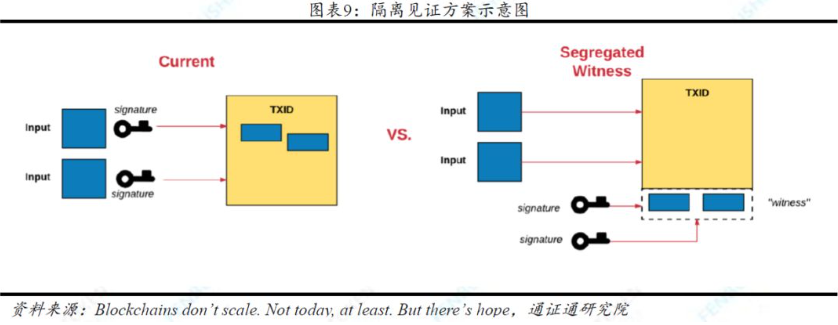 图表9：隔离见证方案示意图
Current
Input
signature
TXID
Input
signature
VS.
Segregated
Witness
Input
TXID
Input
signature
"witness"
signature
资料来源：Blockchains don't scale. Not today, at least. But there's hope，通证通研究院